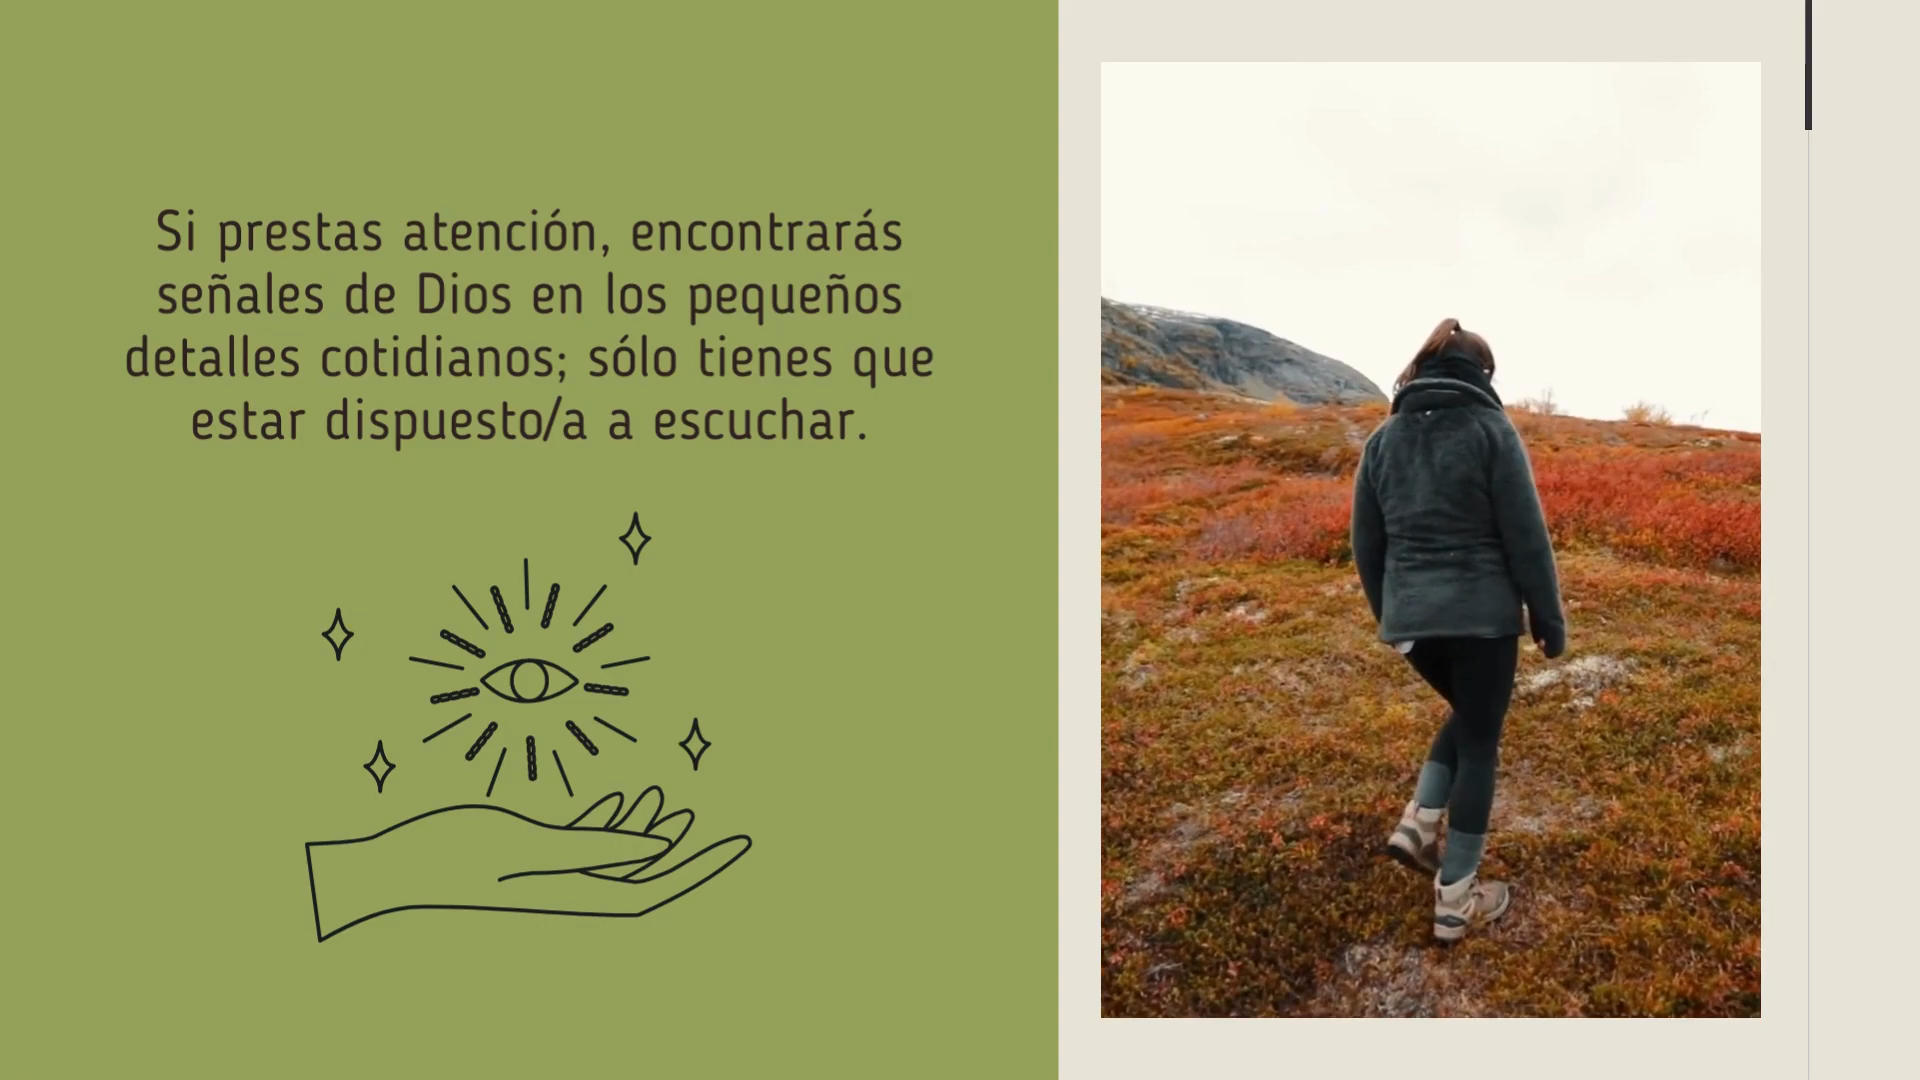 Si prestas atención, encontrarás
señales de Dios en los pequeños
detalles cotidianos; sólo tienes que
estar dispuesto/a a escuchar.